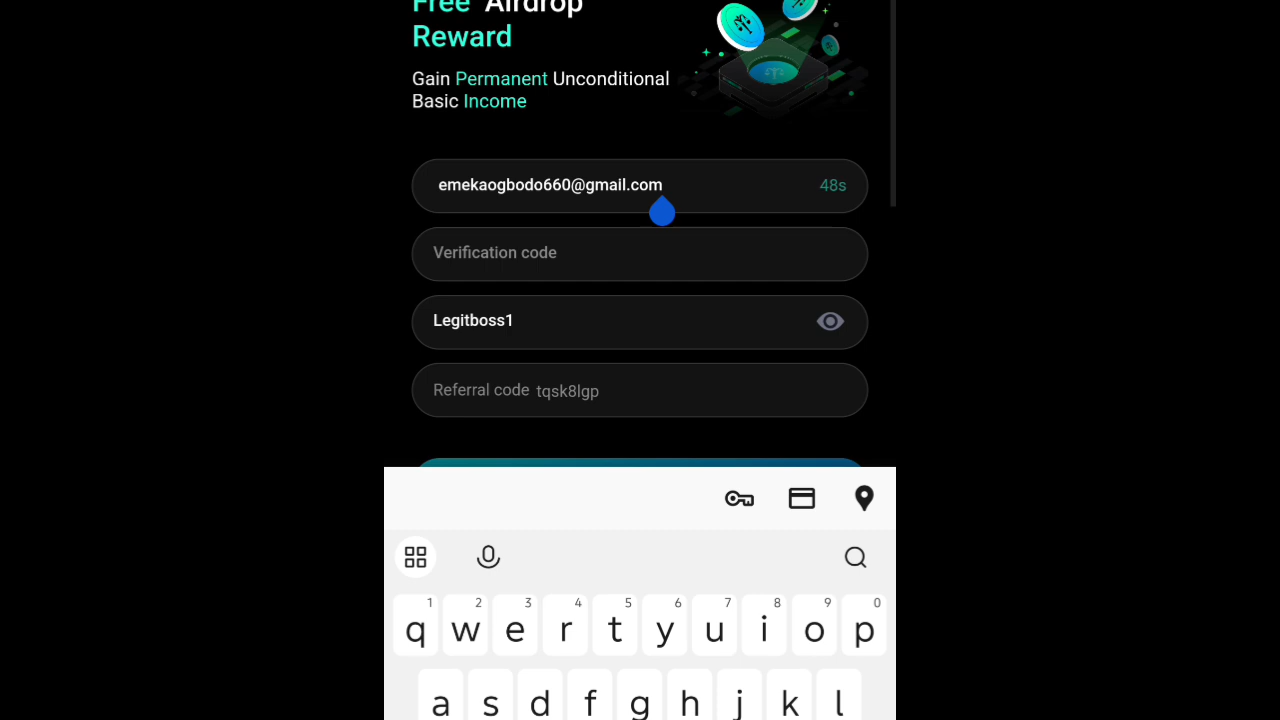 Free Airdrop
Reward
Gain Permanent Unconditional
Basic Income
emekaogbodo660@gmail.com 48s
Verification code
Legitboss1
Referral code tqsk8lgp
1 2 3 4 5 6 7 8 9 0
q w e r t y u i o p
a s d f g h j k l